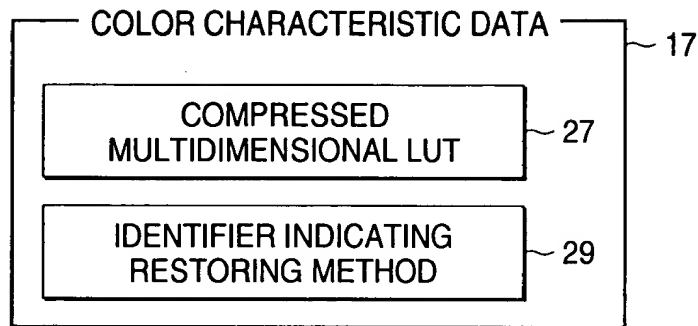 COLOR CHARACTERISTIC DATA
17
COMPRESSED
MULTIDIMENSIONAL LUT
27
IDENTIFIER INDICATING
RESTORING METHOD
29